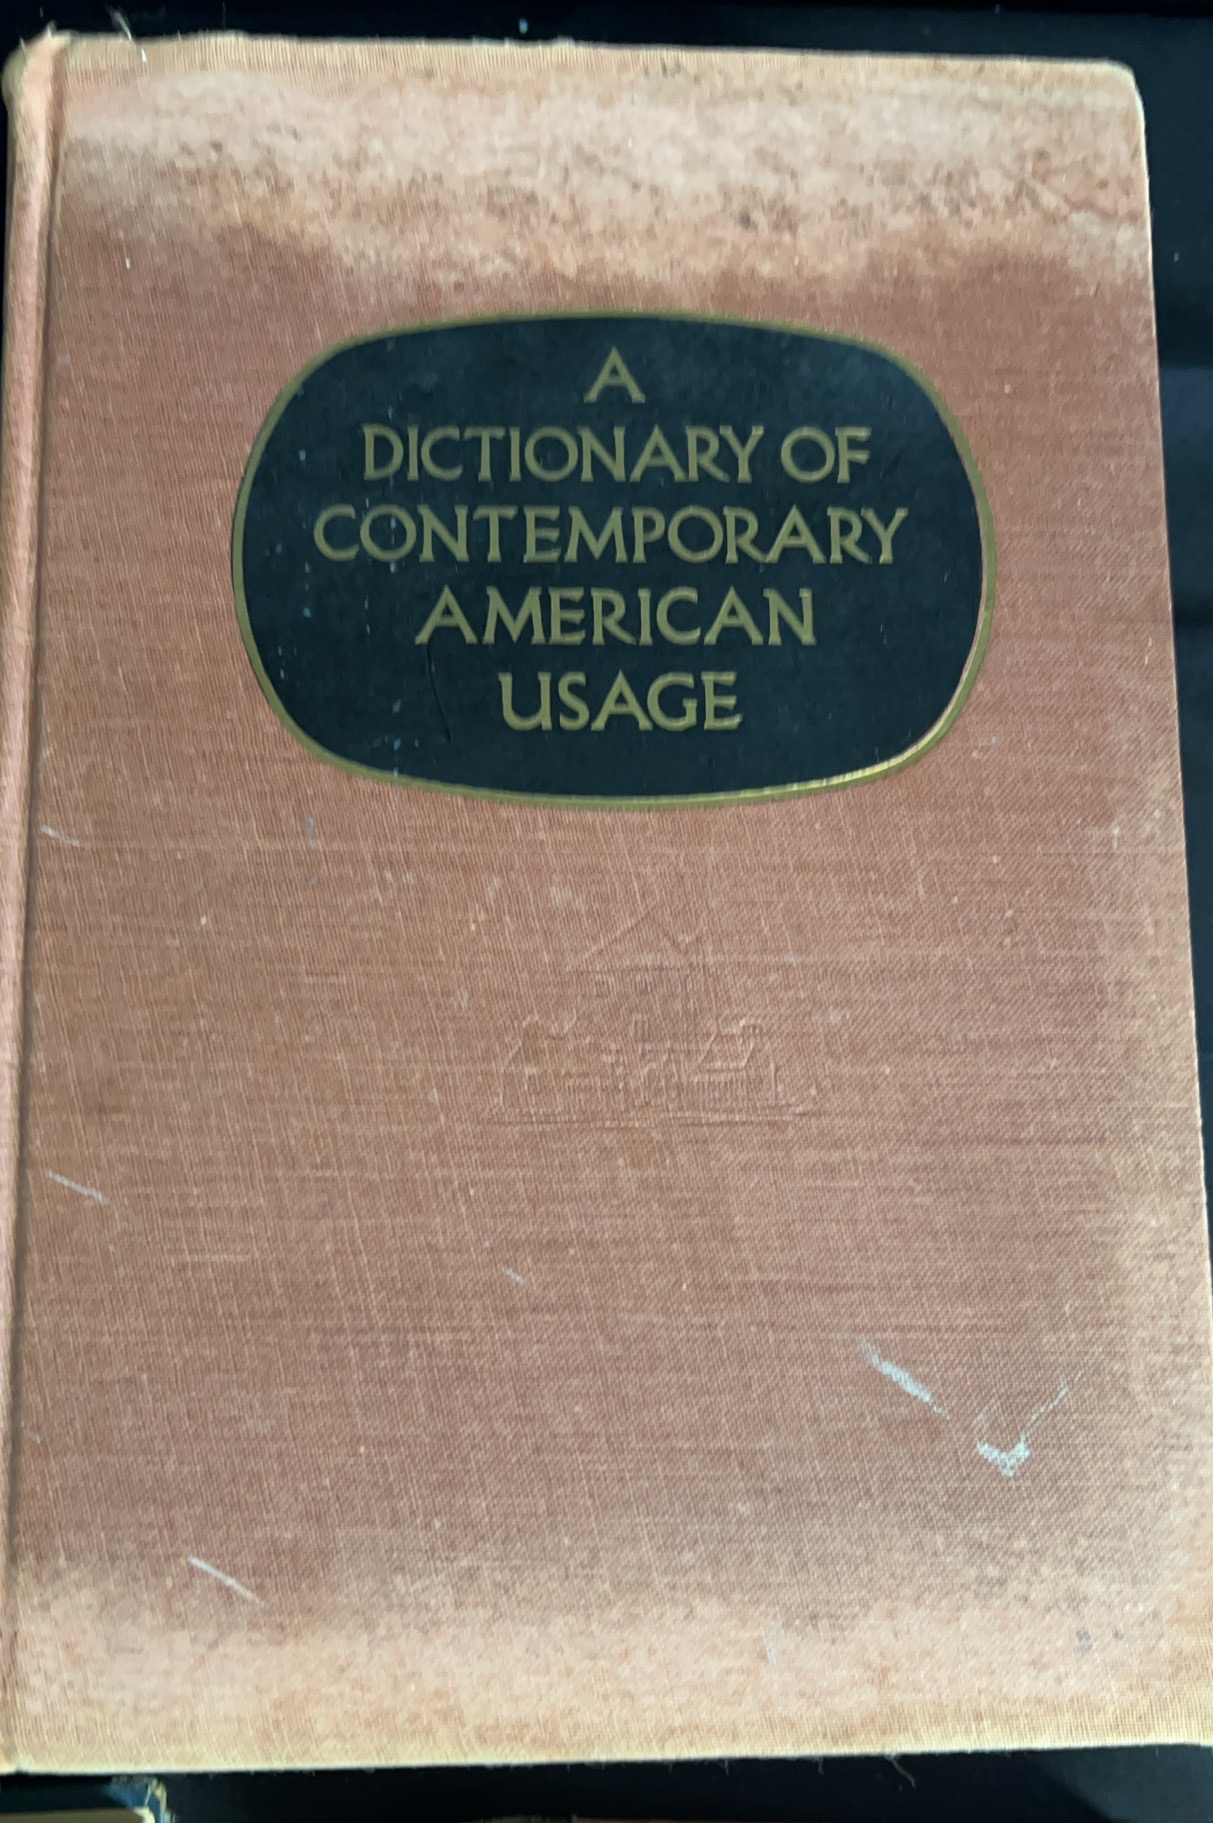 A
DICTIONARY OF
CONTEMPORARY
AMERICAN
USAGE